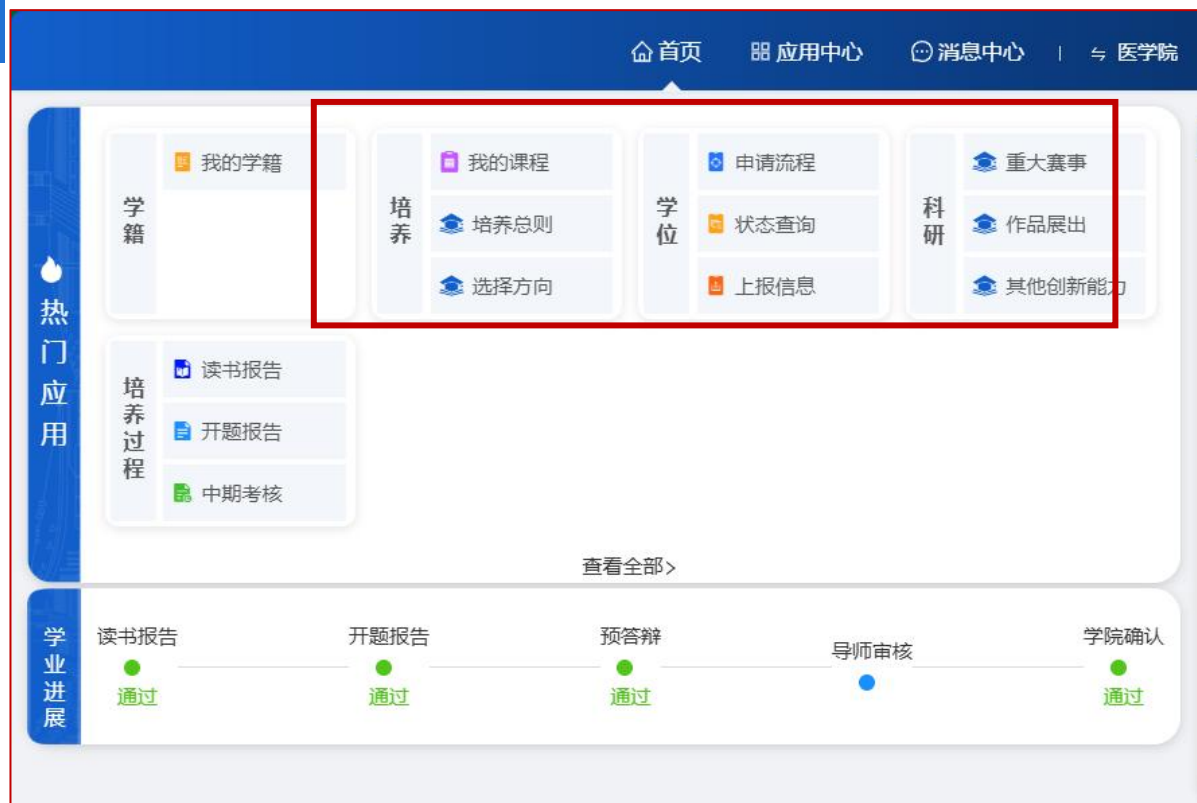 首页 应用中心 消息中心 | 医学院
热门应用
学籍
我的学籍
培养
我的课程
培养总则
选择方向
学位
申请流程
状态查询
上报信息
科研
重大赛事
作品展出
其他创新能力
培养过程
读书报告
开题报告
中期考核
查看全部>
学业进展
读书报告
通过
开题报告
通过
预答辩
通过
导师审核
学院确认
通过